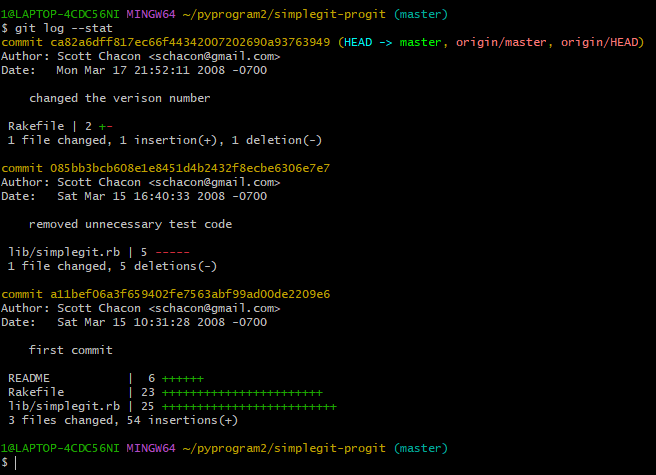 1@LAPTOP-4CDC56NI MINGW64 ~/pyprogram2/simplegit-progit (master)
$ git log --stat
commit ca82a6dff817ec66f44342007202690a93763949 (HEAD -> master, origin/master, origin/HEAD)
Author: Scott Chacon <schacon@gmail.com>
Date:   Mon Mar 17 21:52:11 2008 -0700
    changed the verison number
 Rakefile | 2 +-
 1 file changed, 1 insertion(+), 1 deletion(-)
commit 085bb3bcb608e1e8451d4b2432f8ecbe6306e7e7
Author: Scott Chacon <schacon@gmail.com>
Date:   Sat Mar 15 16:40:33 2008 -0700
    removed unnecessary test code
 lib/simplegit.rb | 5 -----
 1 file changed, 5 deletions(-)
commit a11bef06a3f659402fe7563abf99ad00de2209e6
Author: Scott Chacon <schacon@gmail.com>
Date:   Sat Mar 15 10:31:28 2008 -0700
    first commit
 README           |  6 ++++++
 Rakefile         | 23 +++++++++++++++++++++++
 lib/simplegit.rb | 25 +++++++++++++++++++++++++
 3 files changed, 54 insertions(+)
1@LAPTOP-4CDC56NI MINGW64 ~/pyprogram2/simplegit-progit (master)
$